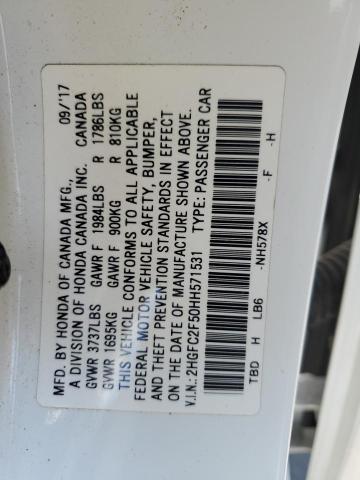 MFD. BY HONDA OF CANADA MFG., 09/'17
A DIVISION OF HONDA CANADA INC. CANADA
GVWR 3737LBS GAWR F 1984LBS R 1786LBS
GVWR 1695KG GAWR F 900KG R 810KG
THIS VEHICLE CONFORMS TO ALL APPLICABLE
FEDERAL MOTOR VEHICLE SAFETY, BUMPER,
AND THEFT PREVENTION STANDARDS IN EFFECT
ON THE DATE OF MANUFACTURE SHOWN ABOVE.
V.I.N.: 2HGFC2F50HH571531 TYPE: PASSENGER CAR
-NH578X -F -H
TBD H LB6